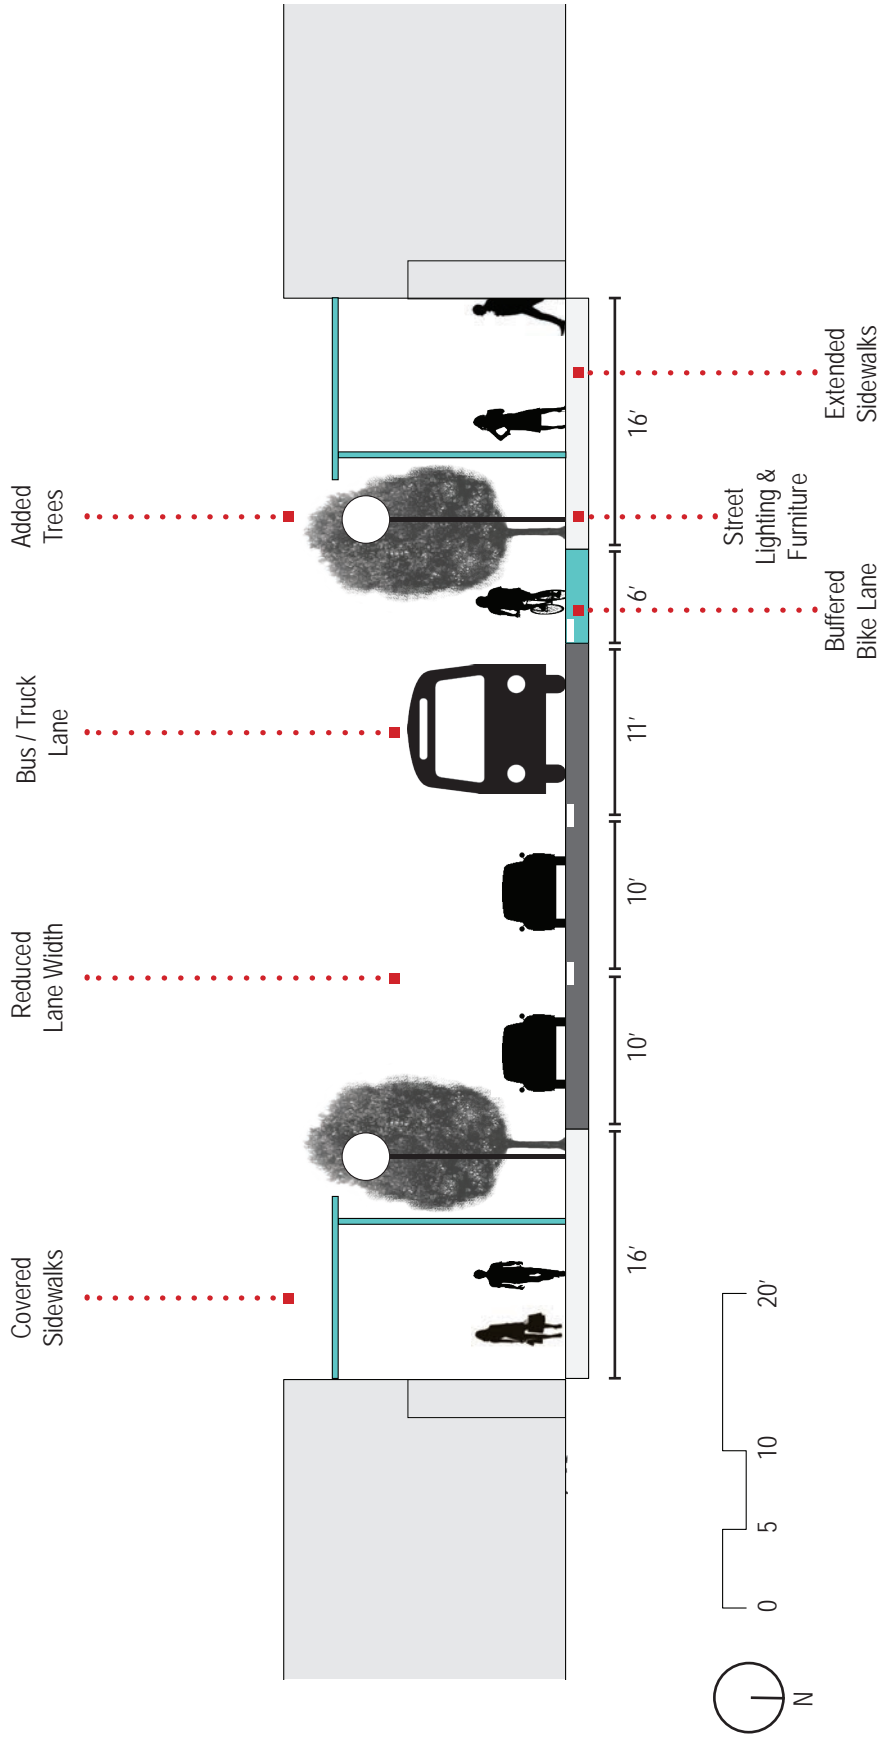 Covered
Sidewalks
Reduced
Lane Width
Bus / Truck
Lane
Added
Trees
16′
10′
10′
11′
6′
16′
Buffered
Bike Lane
Street
Lighting &
Furniture
Extended
Sidewalks
N
0
5
10
20′